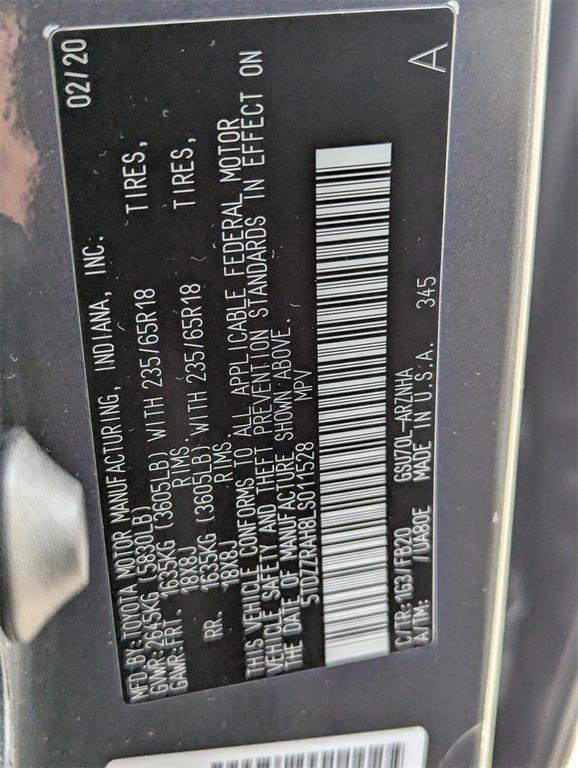 MFD.BY:TOYOTA MOTOR MANUFACTURING, INDIANA, INC. 02/20
GVWR:2645KG (5830LB)
GAWR:FRT. 1635KG (3605LB) WITH 235/65R18 TIRES,
18X8J RIMS.
RR. 1635KG (3605LB) WITH 235/65R18 TIRES,
18X8J RIMS.
THIS VEHICLE CONFORMS TO ALL APPLICABLE FEDERAL MOTOR
VEHICLE SAFETY AND THEFT PREVENTION STANDARDS IN EFFECT ON
THE DATE OF MANUFACTURE SHOWN ABOVE.
5TDZZRAH8LS011528 MPV
C/TR:1G3/FB20 GSU70L-ARZNHA
A/TM: /UA80E MADE IN U.S.A. 345 A